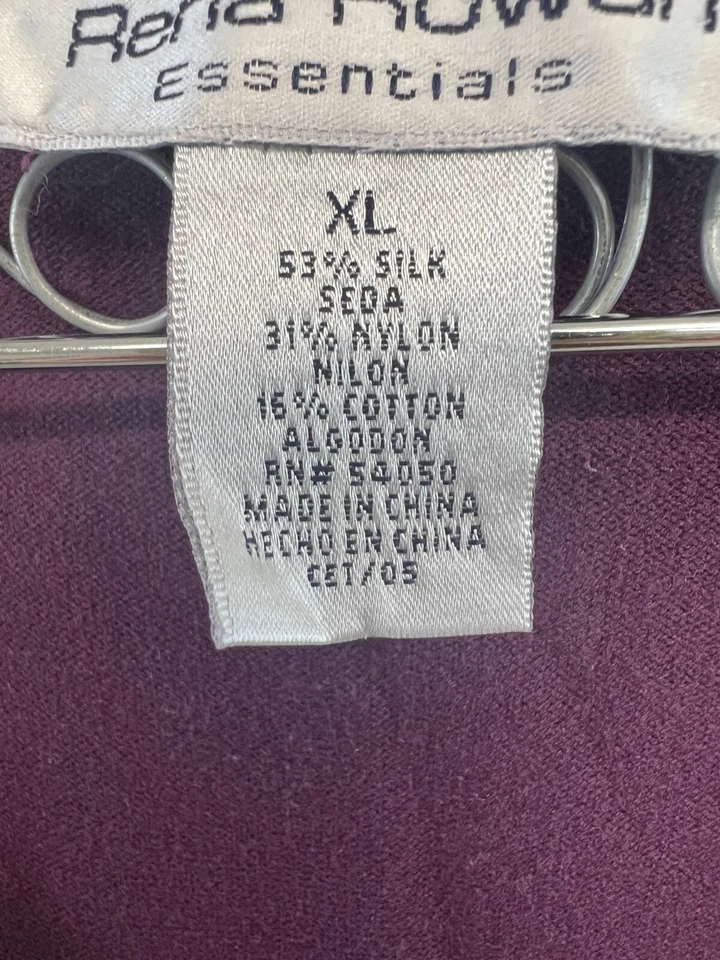 Rena Rowan
Essentials
XL
53% SILK
SEDA
31% NYLON
NILON
16% COTTON
ALGODON
RN# 54050
MADE IN CHINA
HECHO EN CHINA
CET/05